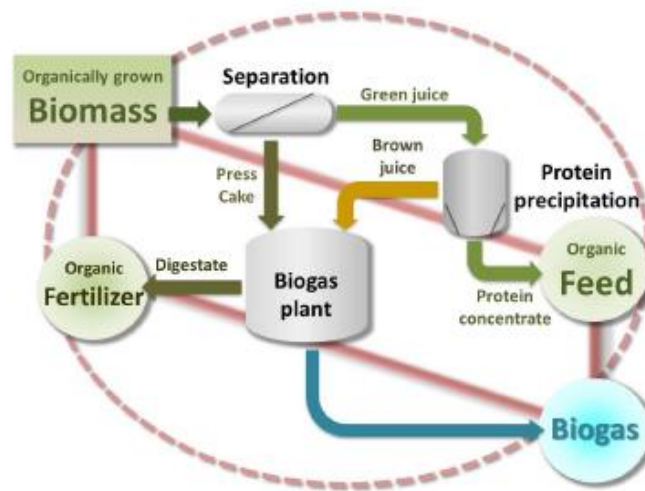 Organically grown
Biomass
Separation
Green juice
Brown
juice
Press
Cake
Protein
precipitation
Organic
Feed
Organic
Fertilizer
Digestate
Biogas
plant
Protein
concentrate
Biogas